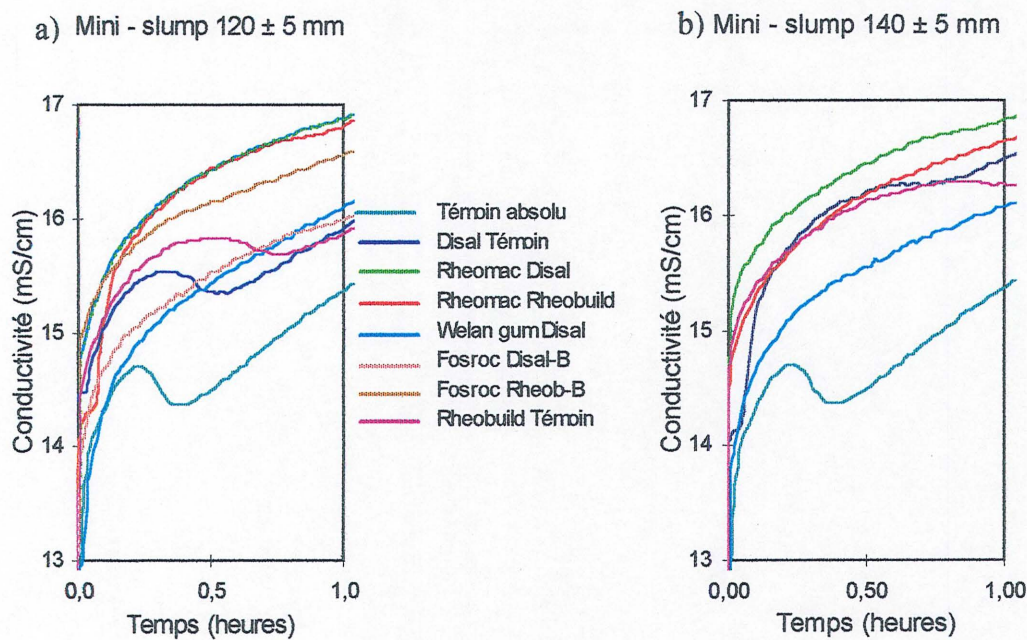 a) Mini - slump 120 ± 5 mm
b) Mini - slump 140 ± 5 mm
Conductivité (mS/cm)
17
16
15
14
13
0,0
0,5
1,0
Temps (heures)
Témoin absolu
Disal Témoin
Rheomac Disal
Rheomac Rheobuild
Welan gum Disal
Fosroc Disal-B
Fosroc Rheob-B
Rheobuild Témoin
Conductivité (mS/cm)
17
16
15
14
13
0,00
0,50
1,00
Temps (heures)